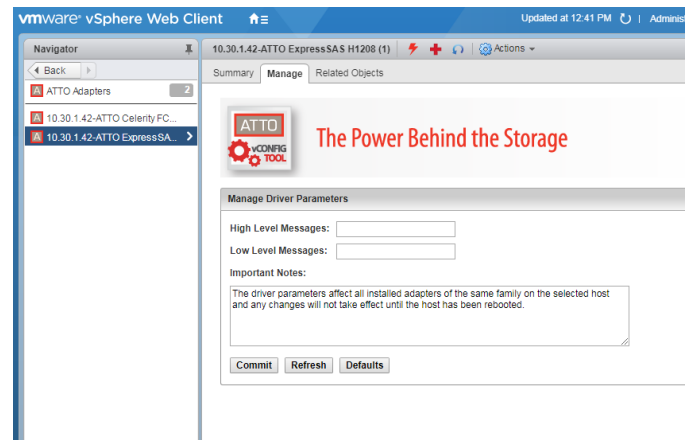 vmware® vSphere Web Client
Updated at 12:41 PM
Adminis
Navigator
Back
ATTO Adapters 2
10.30.1.42-ATTO Celerity FC...
10.30.1.42-ATTO ExpressSA...
10.30.1.42-ATTO ExpressSAS H1208 (1)
Actions
Summary Manage Related Objects
ATTO
vCONFIG
TOOL
The Power Behind the Storage
Manage Driver Parameters
High Level Messages:
Low Level Messages:
Important Notes:
The driver parameters affect all installed adapters of the same family on the selected host
and any changes will not take effect until the host has been rebooted.
Commit Refresh Defaults